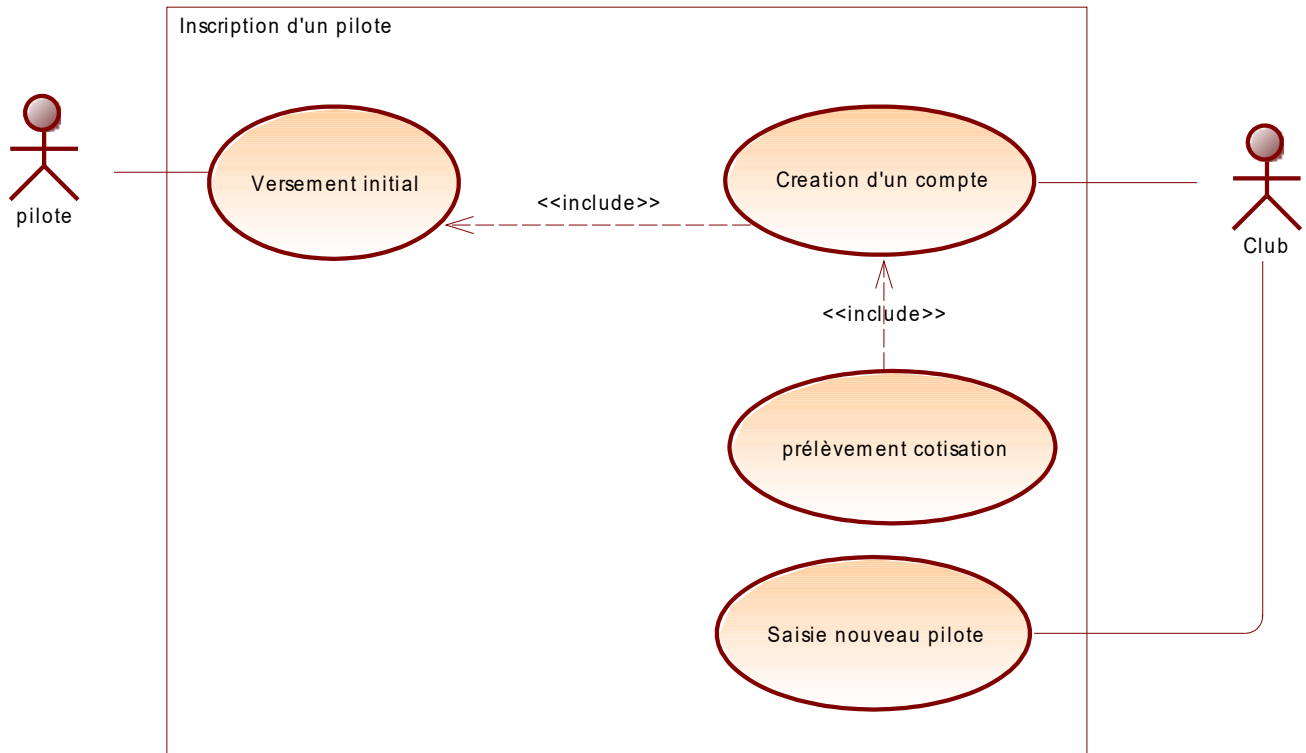 Inscription d'un pilote
Versement initial
Creation d'un compte
<<include>>
pilote
Club
<<include>>
prélèvement cotisation
Saisie nouveau pilote